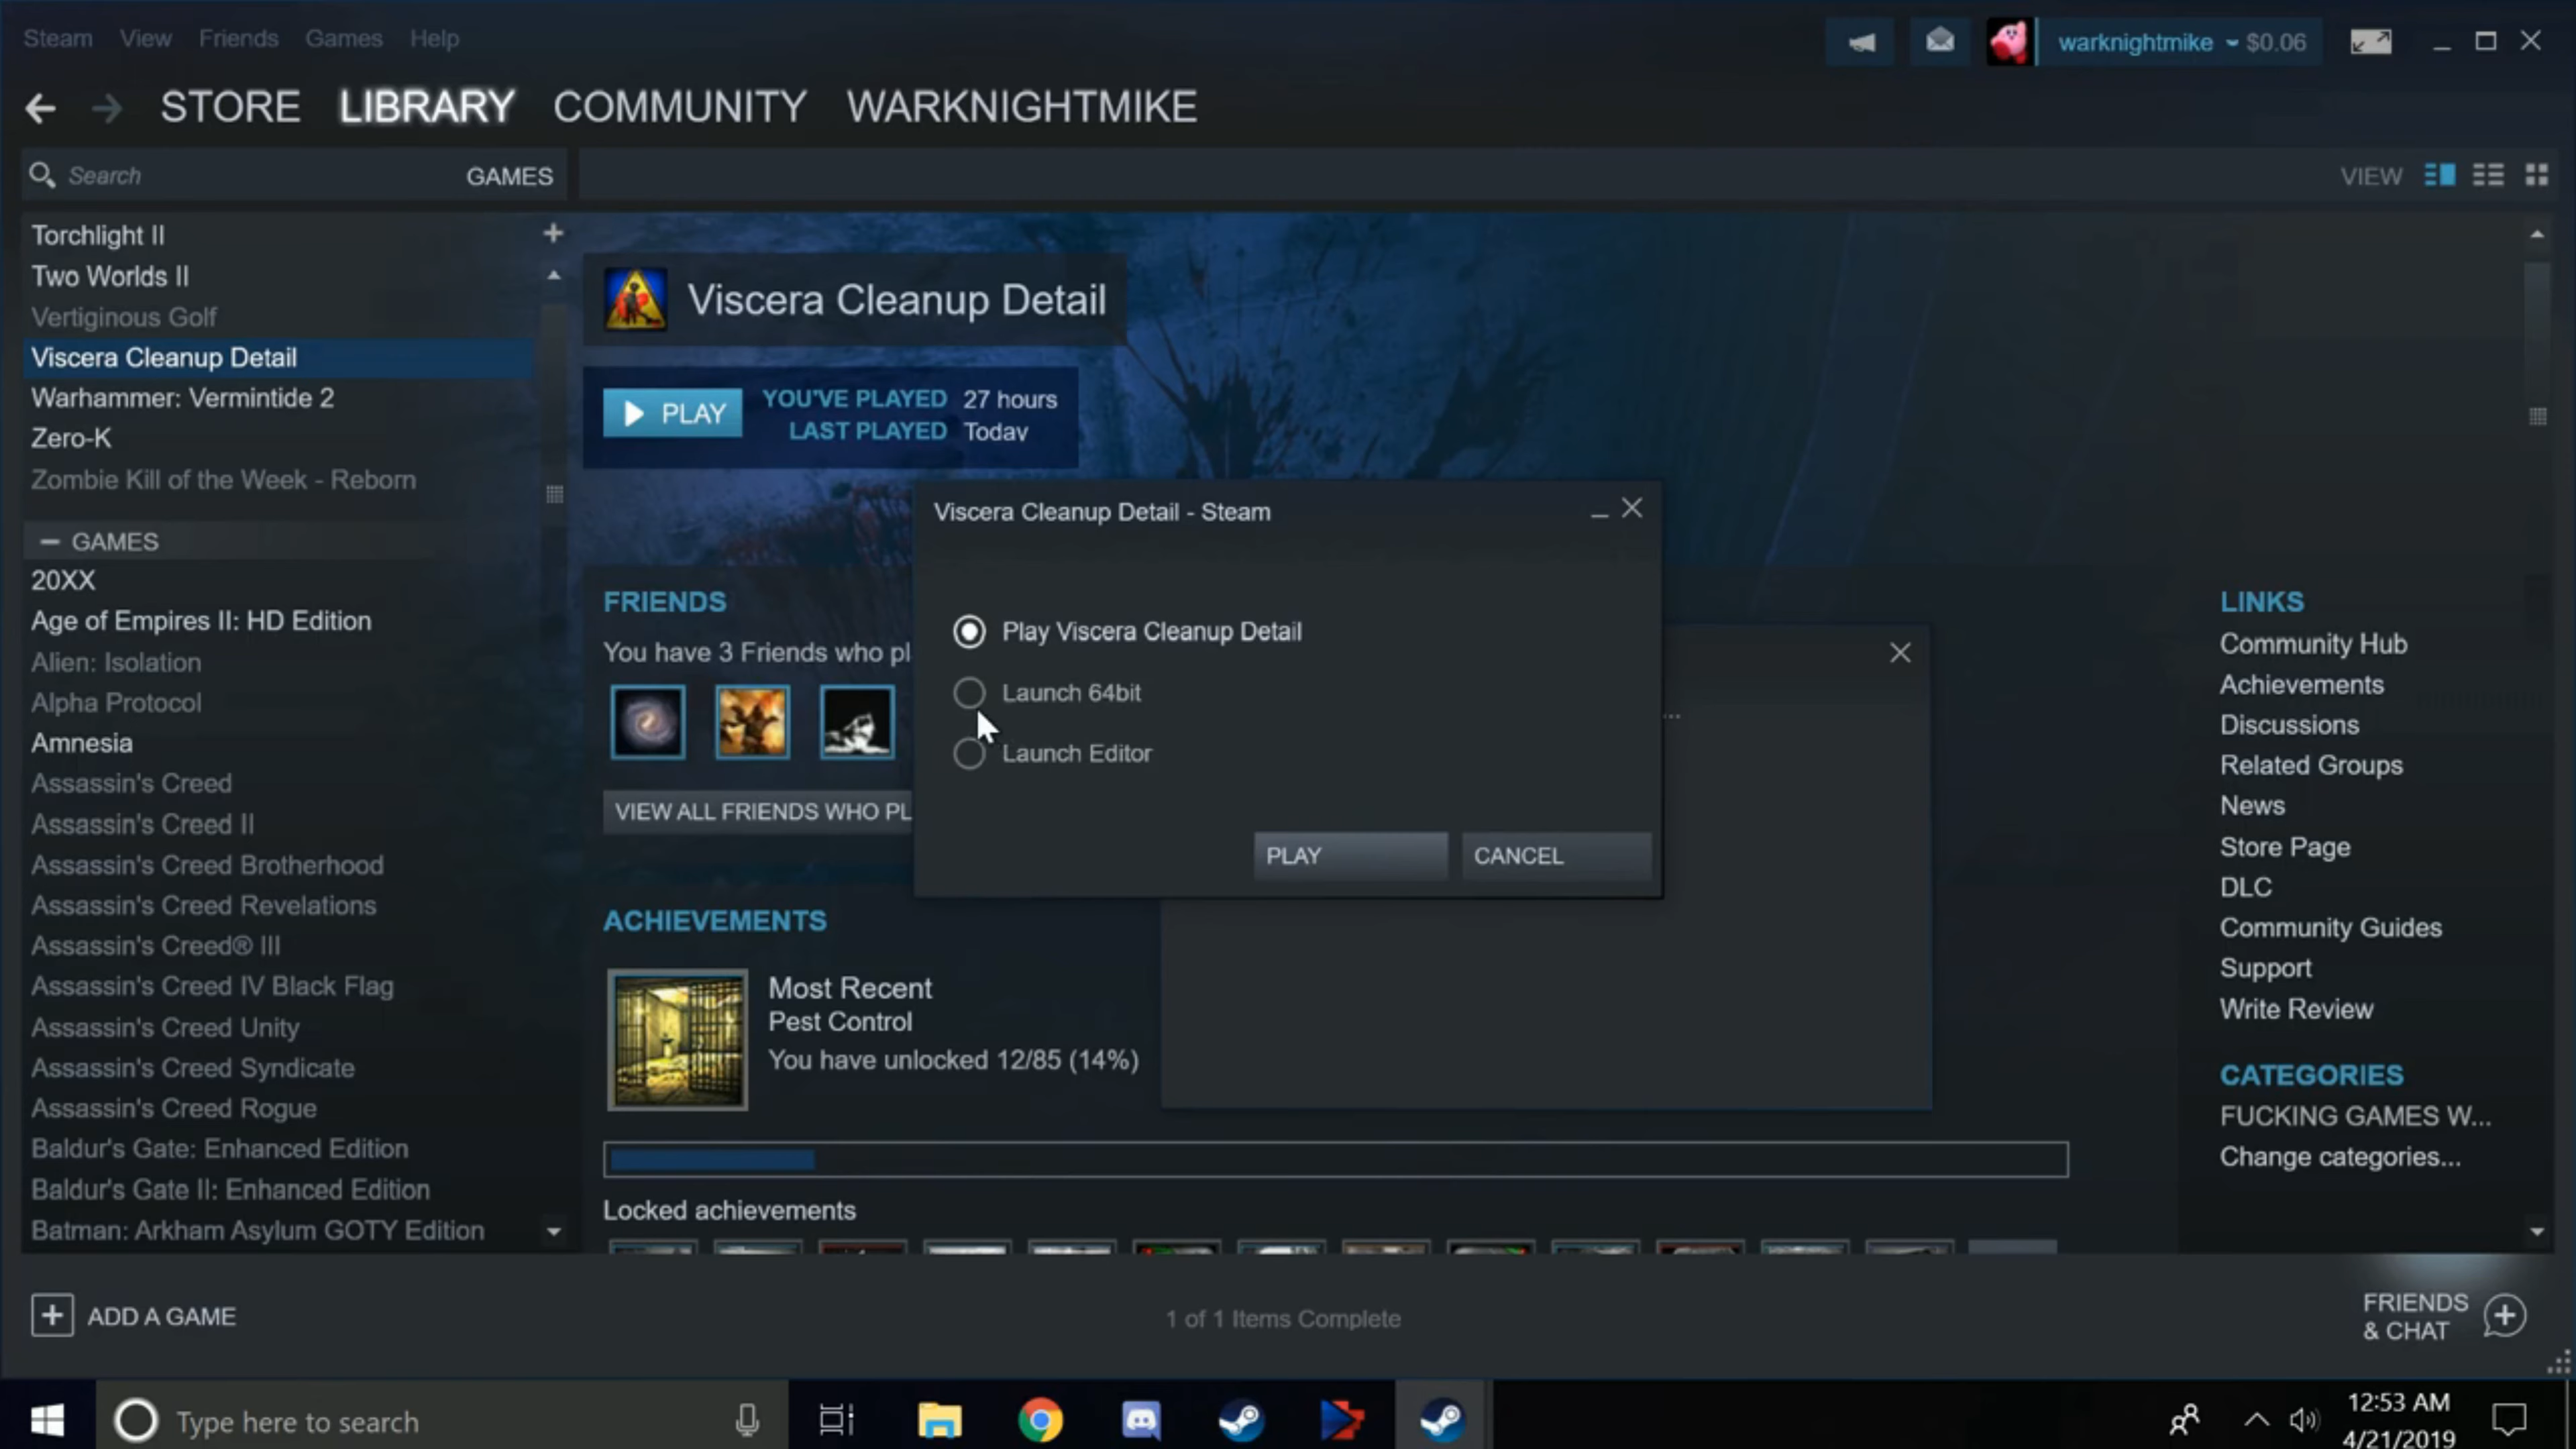 Steam View Friends Games Help
warknightmike $0.06
STORE LIBRARY COMMUNITY WARKNIGHTMIKE
Search GAMES
VIEW
Torchlight II
Two Worlds II
Vertiginous Golf
Viscera Cleanup Detail
Warhammer: Vermintide 2
Zero-K
Zombie Kill of the Week - Reborn
GAMES
20XX
Age of Empires II: HD Edition
Alien: Isolation
Alpha Protocol
Amnesia
Assassin's Creed
Assassin's Creed II
Assassin's Creed Brotherhood
Assassin's Creed Revelations
Assassin's Creed® III
Assassin's Creed IV Black Flag
Assassin's Creed Unity
Assassin's Creed Syndicate
Assassin's Creed Rogue
Baldur's Gate: Enhanced Edition
Baldur's Gate II: Enhanced Edition
Batman: Arkham Asylum GOTY Edition
Viscera Cleanup Detail
PLAY
YOU'VE PLAYED 27 hours
LAST PLAYED Today
FRIENDS
You have 3 Friends who pl
VIEW ALL FRIENDS WHO PL
Viscera Cleanup Detail - Steam
Play Viscera Cleanup Detail
Launch 64bit
Launch Editor
PLAY CANCEL
...
ACHIEVEMENTS
Most Recent
Pest Control
You have unlocked 12/85 (14%)
Locked achievements
LINKS
Community Hub
Achievements
Discussions
Related Groups
News
Store Page
DLC
Community Guides
Support
Write Review
CATEGORIES
FUCKING GAMES W...
Change categories...
ADD A GAME
1 of 1 Items Complete
FRIENDS
& CHAT
Type here to search
12:53 AM
4/21/2019